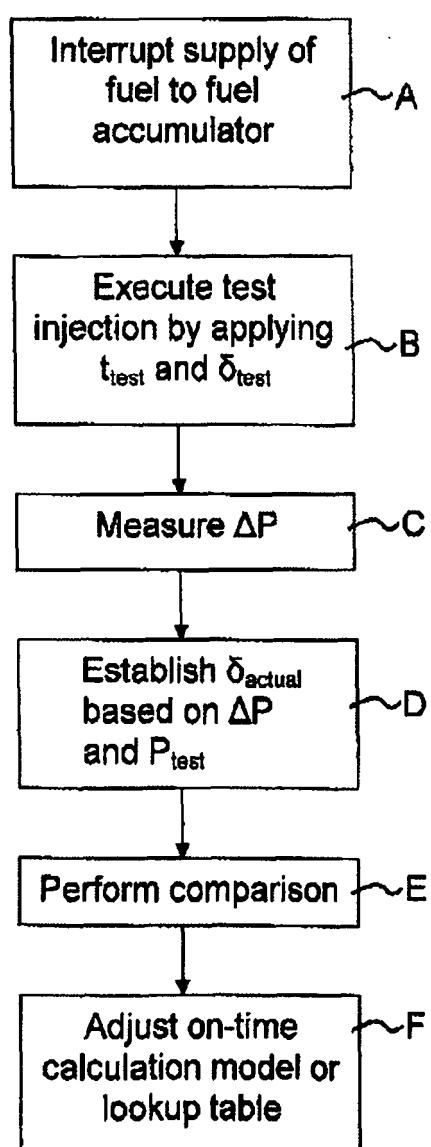 Interrupt supply of
fuel to fuel
accumulator
A
Execute test
injection by applying
t_test and δ_test
B
Measure ΔP
C
Establish δ_actual
based on ΔP
and P_test
D
Perform comparison
E
Adjust on-time
calculation model or
lookup table
F